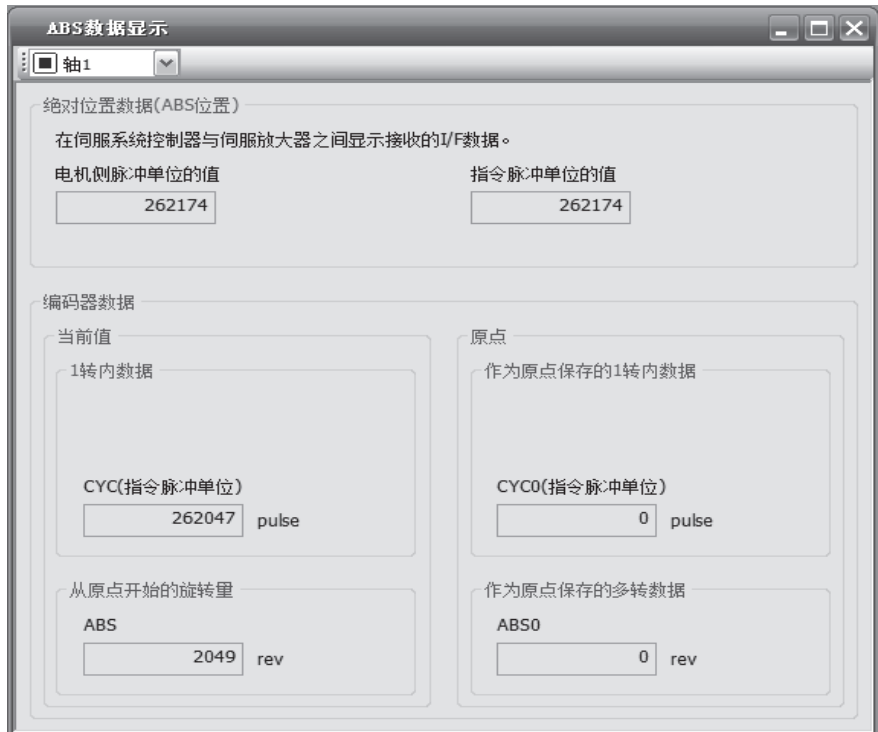 ABS数据显示
轴1
绝对位置数据(ABS位置)
在伺服系统控制器与伺服放大器之间显示接收的I/F数据。
电机侧脉冲单位的值 指令脉冲单位的值
262174 262174
编码器数据
当前值 原点
1转内数据 作为原点保存的1转内数据
CYC(指令脉冲单位) CYC0(指令脉冲单位)
262047 pulse 0 pulse
从原点开始的旋转量 作为原点保存的多转数据
ABS ABS0
2049 rev 0 rev